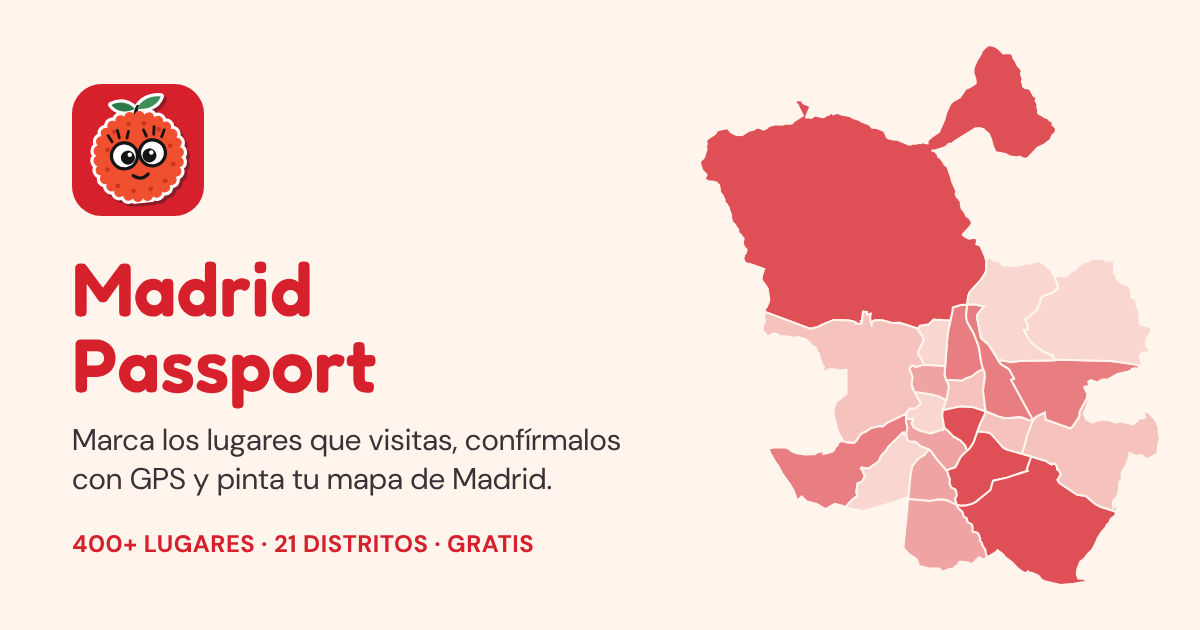 Madrid
Passport
Marca los lugares que visitas, confírmalos
con GPS y pinta tu mapa de Madrid.
400+ LUGARES · 21 DISTRITOS · GRATIS